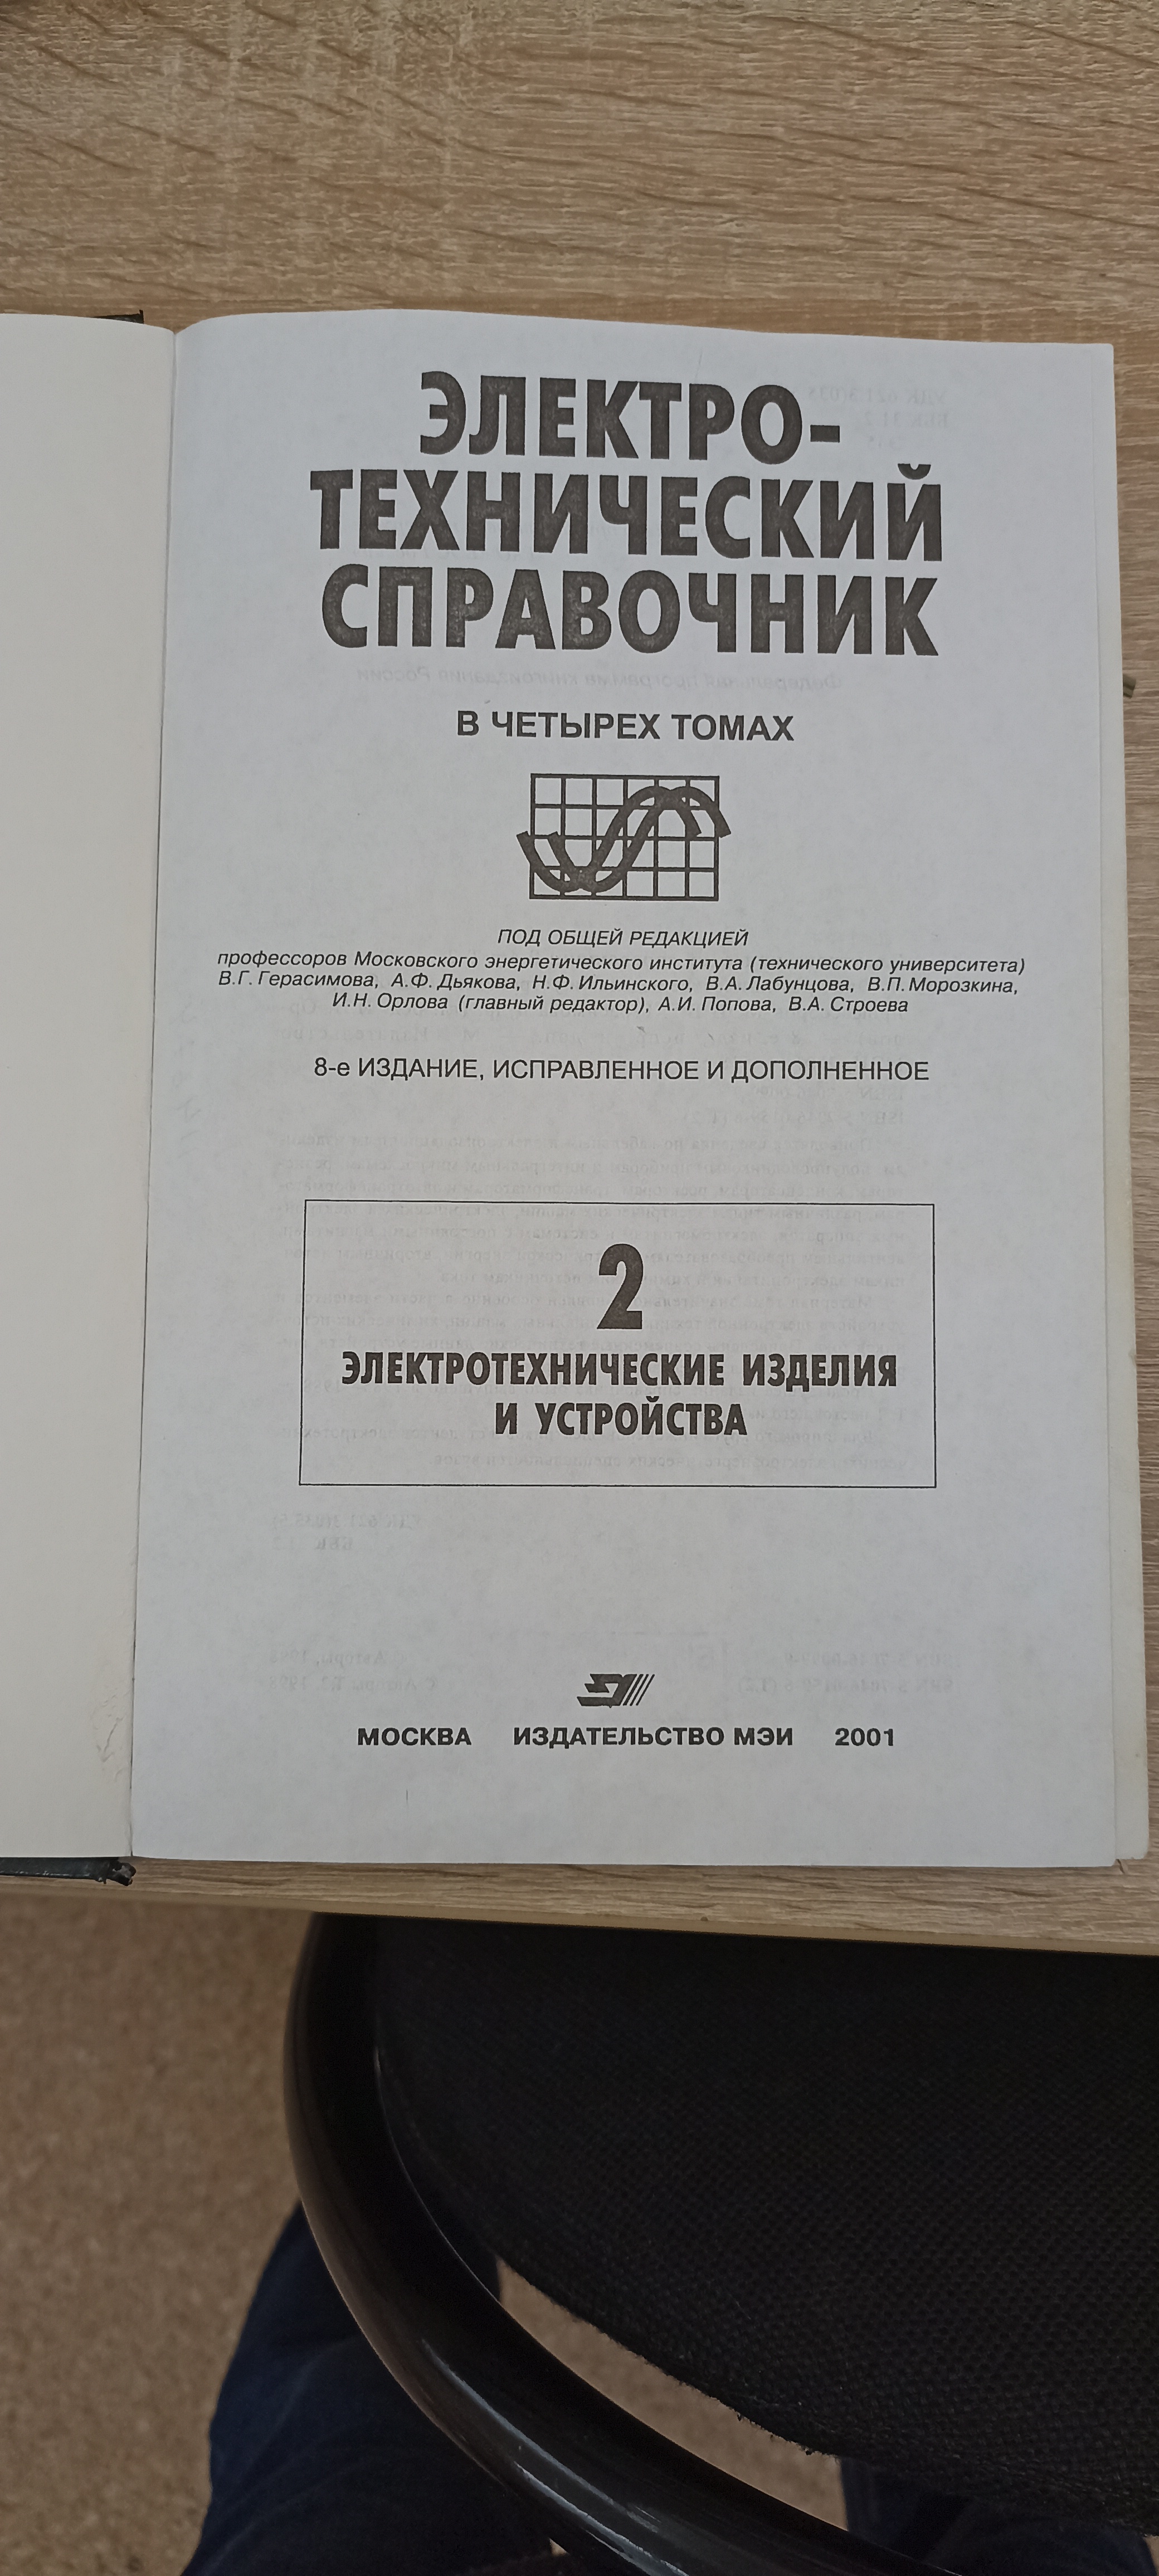 ЭЛЕКТРО-
ТЕХНИЧЕСКИЙ
СПРАВОЧНИК
В ЧЕТЫРЕХ ТОМАХ
ПОД ОБЩЕЙ РЕДАКЦИЕЙ
профессоров Московского энергетического института (технического университета)
В.Г. Герасимова, А.Ф. Дьякова, Н.Ф. Ильинского, В.А. Лабунцова, В.П. Морозкина,
И.Н. Орлова (главный редактор), А.И. Попова, В.А. Строева
8-е ИЗДАНИЕ, ИСПРАВЛЕННОЕ И ДОПОЛНЕННОЕ
2
ЭЛЕКТРОТЕХНИЧЕСКИЕ ИЗДЕЛИЯ
И УСТРОЙСТВА
МОСКВА ИЗДАТЕЛЬСТВО МЭИ 2001